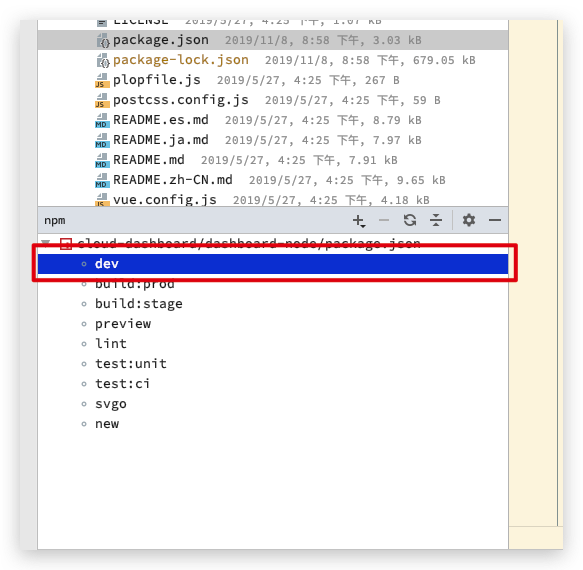 LICENSE 2019/5/27, 4:25 下午, 1.07 kB
package.json 2019/11/8, 8:58 下午, 3.03 kB
package-lock.json 2019/11/8, 8:58 下午, 679.05 kB
plopfile.js 2019/5/27, 4:25 下午, 267 B
postcss.config.js 2019/5/27, 4:25 下午, 59 B
README.es.md 2019/5/27, 4:25 下午, 8.79 kB
README.ja.md 2019/5/27, 4:25 下午, 7.97 kB
README.md 2019/5/27, 4:25 下午, 7.91 kB
README.zh-CN.md 2019/5/27, 4:25 下午, 9.65 kB
vue.config.js 2019/5/27, 4:25 下午, 4.18 kB
npm
cloud-dashboard/dashboard-node/package.json
dev
build:prod
build:stage
preview
lint
test:unit
test:ci
svgo
new